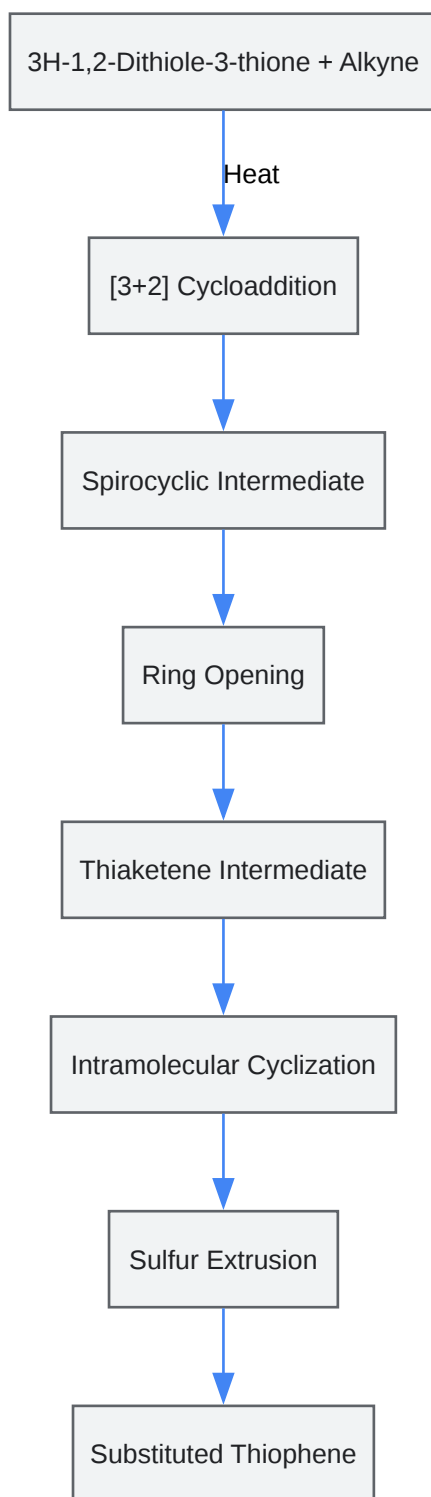 3H-1,2-Dithiole-3-thione + Alkyne
Heat
[3+2] Cycloaddition
Spirocyclic Intermediate
Ring Opening
Thiaketene Intermediate
Intramolecular Cyclization
Sulfur Extrusion
Substituted Thiophene